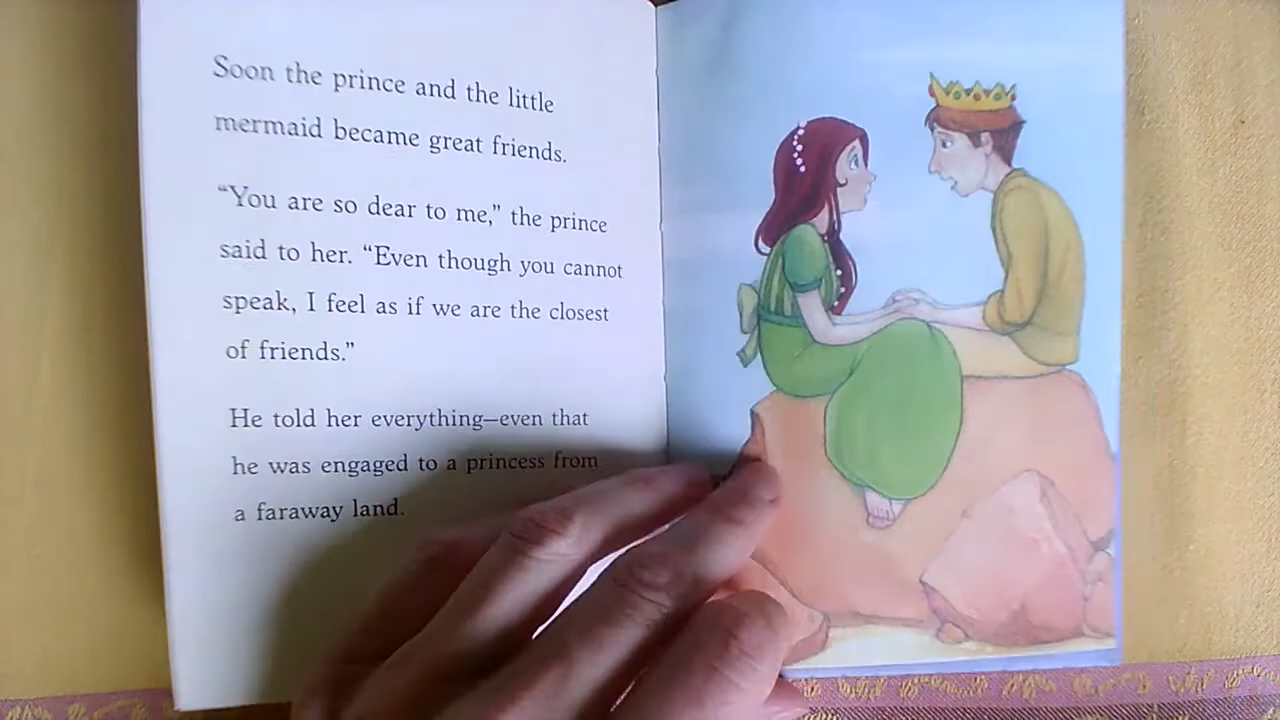 Soon the prince and the little
mermaid became great friends.
“You are so dear to me,” the prince
said to her. “Even though you cannot
speak, I feel as if we are the closest
of friends.”
He told her everything—even that
he was engaged to a princess from
a faraway land.